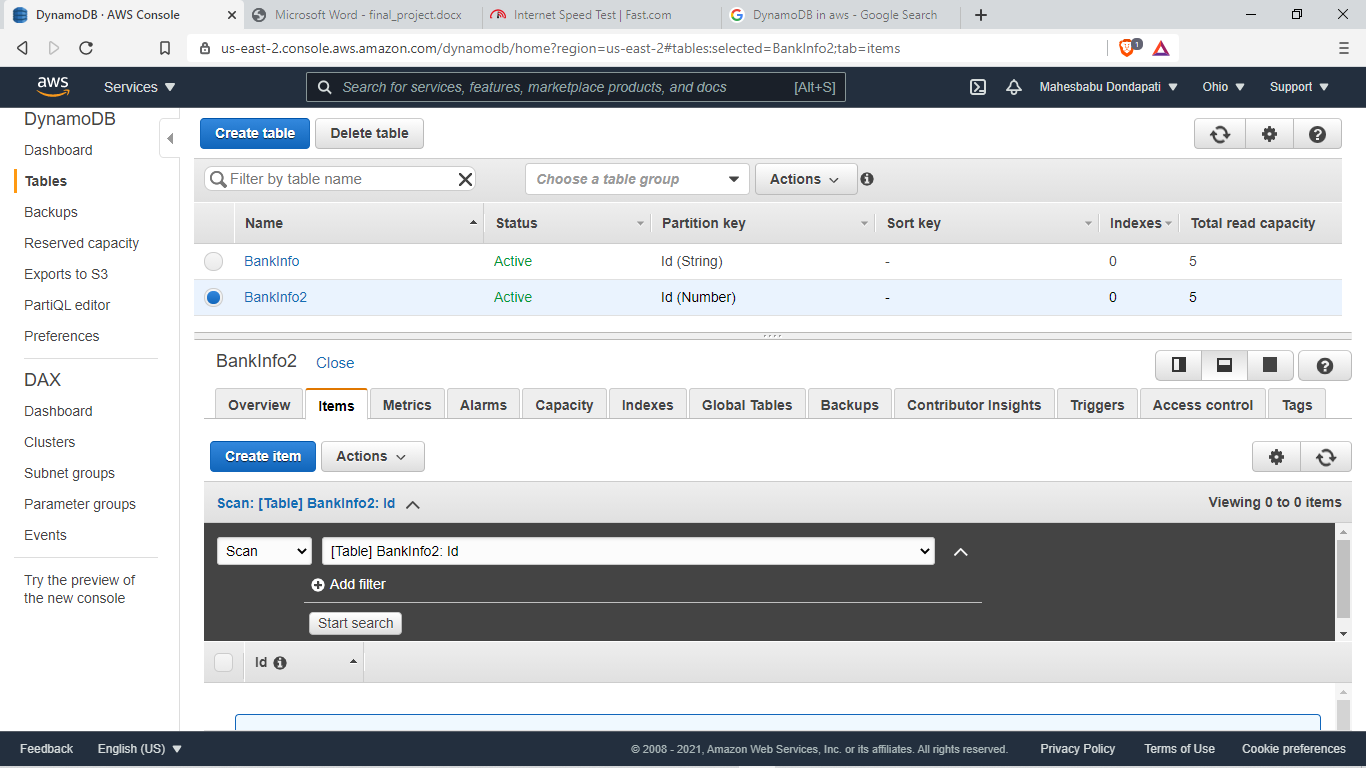 DynamoDB · AWS Console
Microsoft Word - final_project.docx
Internet Speed Test | Fast.com
DynamoDB in aws - Google Search
us-east-2.console.aws.amazon.com/dynamodb/home?region=us-east-2#tables:selected=BankInfo2;tab=items
1
aws
Services
Search for services, features, marketplace products, and docs
[Alt+S]
Mahesbabu Dondapati
Ohio
Support
DynamoDB
Dashboard
Tables
Backups
Reserved capacity
Exports to S3
PartiQL editor
Preferences
DAX
Dashboard
Clusters
Subnet groups
Parameter groups
Events
Try the preview of
the new console
Create table
Delete table
Filter by table name
Choose a table group
Actions
Name
Status
Partition key
Sort key
Indexes
Total read capacity
BankInfo
Active
Id (String)
-
0
5
BankInfo2
Active
Id (Number)
-
0
5
BankInfo2
Close
Overview
Items
Metrics
Alarms
Capacity
Indexes
Global Tables
Backups
Contributor Insights
Triggers
Access control
Tags
Create item
Actions
Scan: [Table] BankInfo2: Id
Viewing 0 to 0 items
Scan
[Table] BankInfo2: Id
Add filter
Start search
Id
Feedback
English (US)
© 2008 - 2021, Amazon Web Services, Inc. or its affiliates. All rights reserved.
Privacy Policy
Terms of Use
Cookie preferences